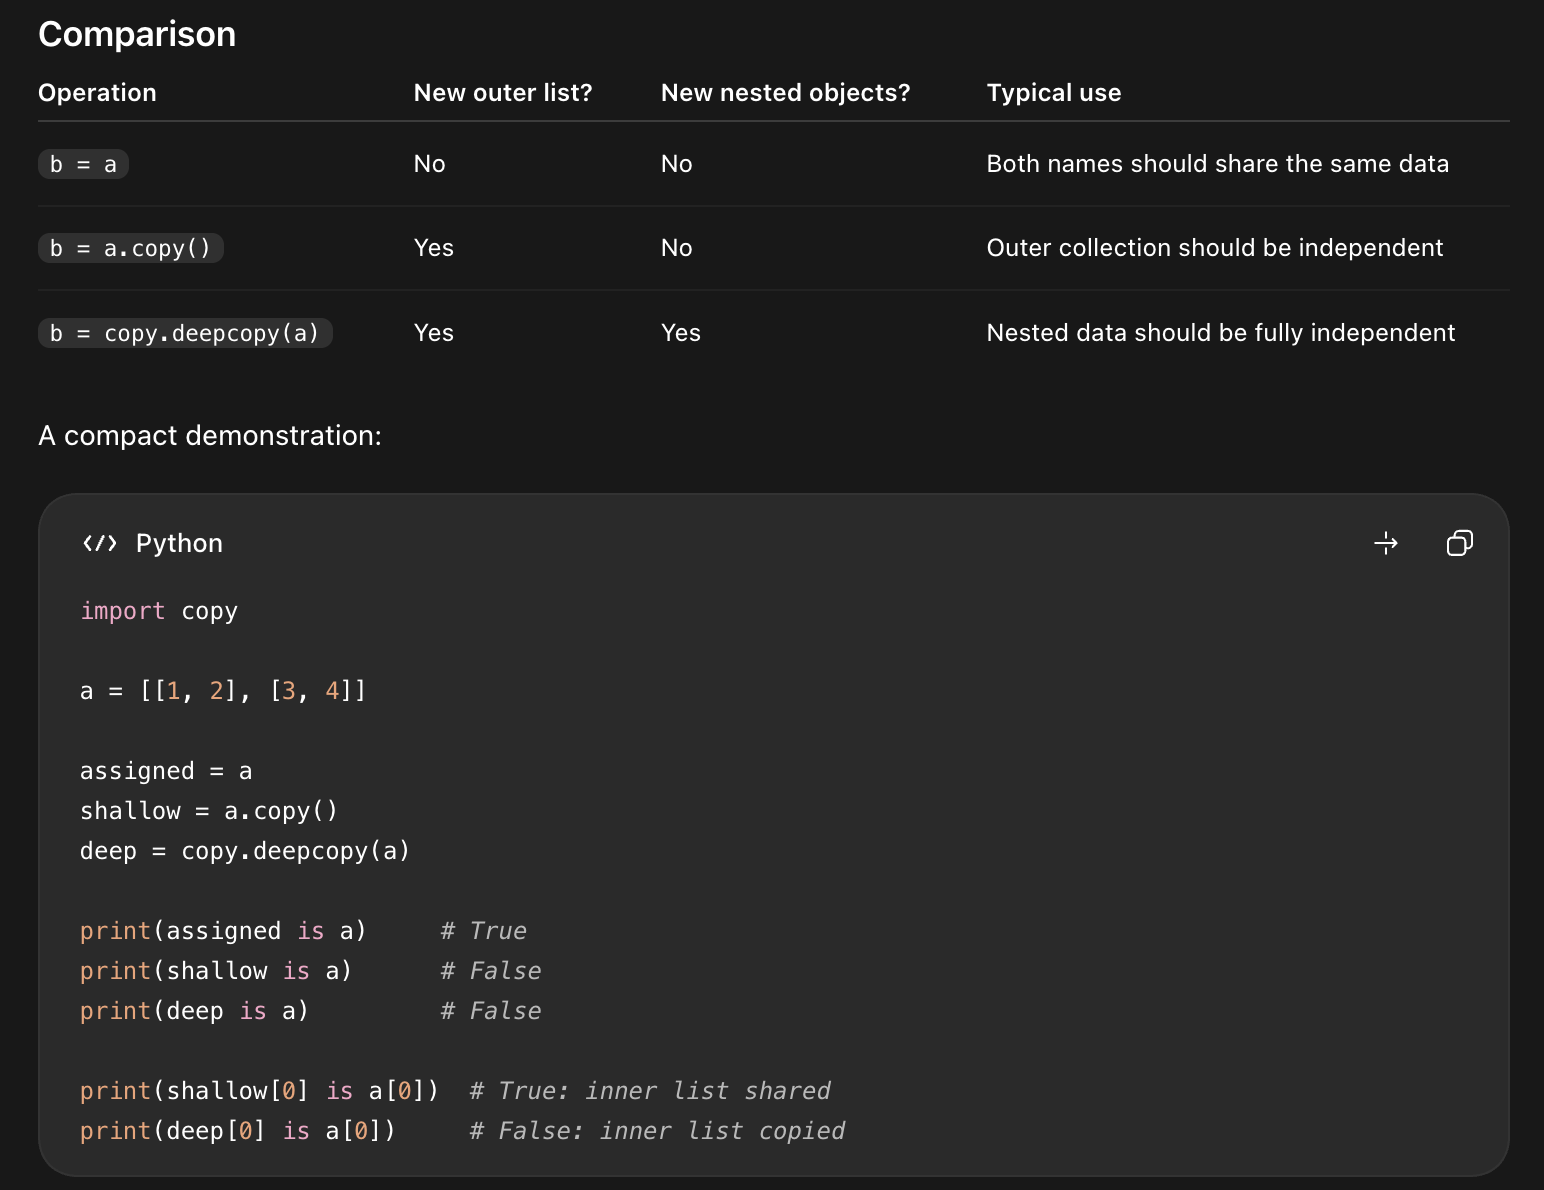 Comparison
Operation New outer list? New nested objects? Typical use
b = a No No Both names should share the same data
b = a.copy() Yes No Outer collection should be independent
b = copy.deepcopy(a) Yes Yes Nested data should be fully independent
A compact demonstration:
</> Python
import copy
a = [[1, 2], [3, 4]]
assigned = a
shallow = a.copy()
deep = copy.deepcopy(a)
print(assigned is a)     # True
print(shallow is a)      # False
print(deep is a)         # False
print(shallow[0] is a[0])  # True: inner list shared
print(deep[0] is a[0])     # False: inner list copied